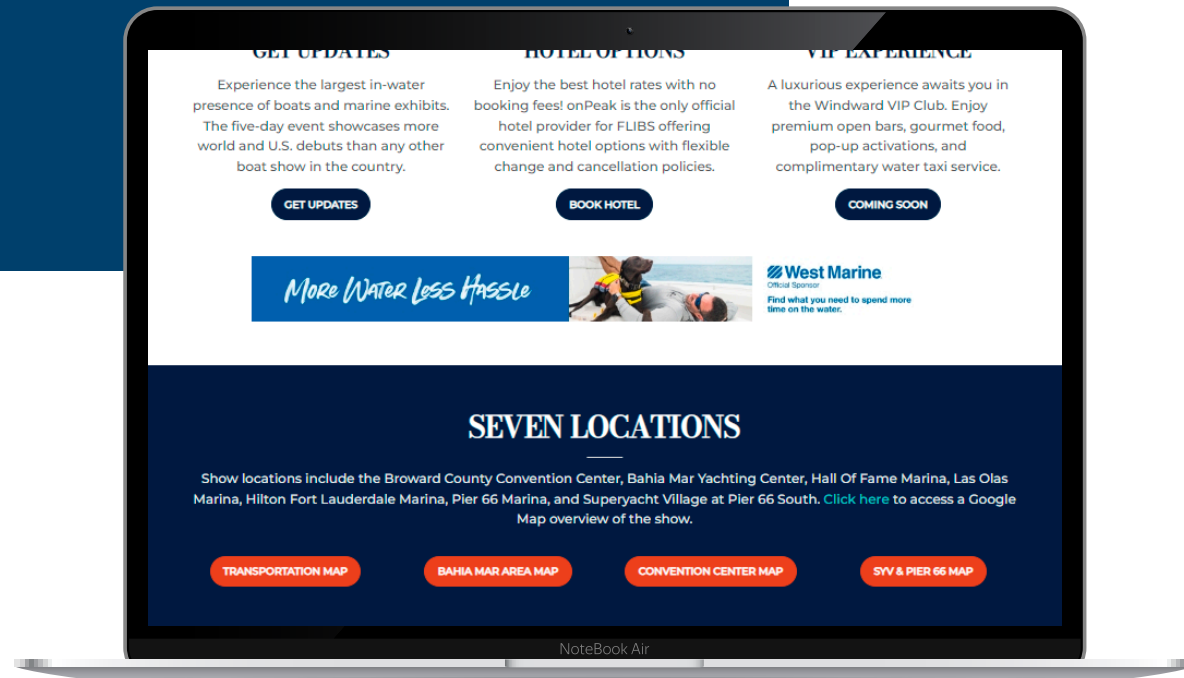 GET UPDATES
HOTEL OPTIONS
VIP EXPERIENCE
Experience the largest in-water
presence of boats and marine exhibits.
The five-day event showcases more
world and U.S. debuts than any other
boat show in the country.
Enjoy the best hotel rates with no
booking fees! onPeak is the only official
hotel provider for FLIBS offering
convenient hotel options with flexible
change and cancellation policies.
A luxurious experience awaits you in
the Windward VIP Club. Enjoy
premium open bars, gourmet food,
pop-up activations, and
complimentary water taxi service.
GET UPDATES
BOOK HOTEL
COMING SOON
More Water Less Hassle
West Marine
Official Sponsor
Find what you need to spend more
time on the water.
SEVEN LOCATIONS
Show locations include the Broward County Convention Center, Bahia Mar Yachting Center, Hall Of Fame Marina, Las Olas
Marina, Hilton Fort Lauderdale Marina, Pier 66 Marina, and Superyacht Village at Pier 66 South. Click here to access a Google
Map overview of the show.
TRANSPORTATION MAP
BAHIA MAR AREA MAP
CONVENTION CENTER MAP
SYV & PIER 66 MAP
NoteBook Air